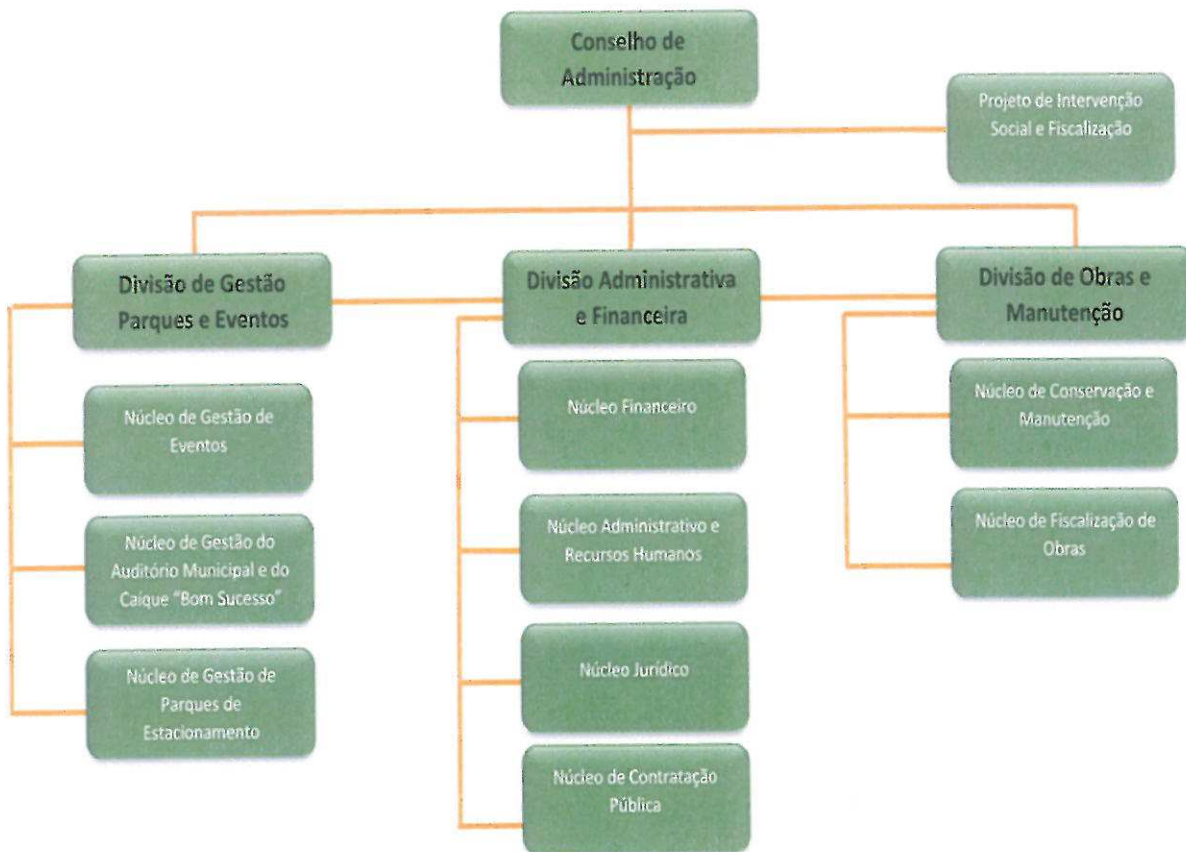 Conselho de
Administração
Projeto de Intervenção
Social e Fiscalização
Divisão de Gestão
Parques e Eventos
Divisão Administrativa
e Financeira
Divisão de Obras e
Manutenção
Núcleo de Gestão de
Eventos
Núcleo de Gestão do
Auditório Municipal e do
Caique “Bom Sucesso”
Núcleo de Gestão de
Parques de
Estacionamento
Núcleo Financeiro
Núcleo Administrativo e
Recursos Humanos
Núcleo Jurídico
Núcleo de Contratação
Pública
Núcleo de Conservação e
Manutenção
Núcleo de Fiscalização de
Obras